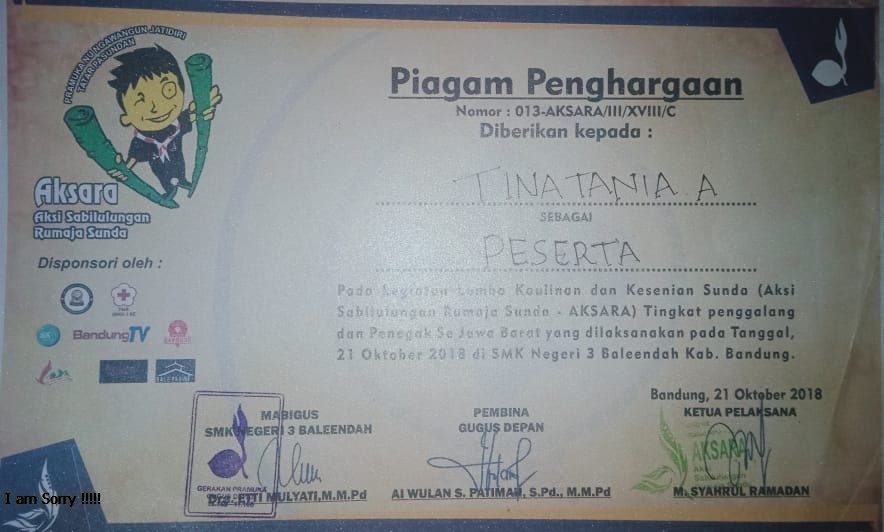 PRAMUKA NU NGAWANGUN JATIDIRI
TATAR PASUNDAN
Aksara
Aksi Sabilulungan
Rumaja Sunda
Disponsori oleh :
BandungTV
Piagam Penghargaan
Nomor : 013-AKSARA/III/XVIII/C
Diberikan kepada :
TINA TANIA. A
SEBAGAI
PESERTA
Pada kegiatan Lomba Kaulinan dan Kesenian Sunda (Aksi
Sabilulungan Rumaja Sunda - AKSARA) Tingkat penggalang
dan Penegak Se Jawa Barat yang dilaksanakan pada Tanggal,
21 Oktober 2018 di SMK Negeri 3 Baleendah Kab. Bandung.
Bandung, 21 Oktober 2018
MABIGUS
SMK NEGERI 3 BALEENDAH
PEMBINA
GUGUS DEPAN
KETUA PELAKSANA
GERAKAN PRAMUKA
AKSARA
Dra. ETTI MULYATI,M.M.Pd
AI WULAN S. PATIMAH, S.Pd., M.M.Pd
M. SYAHRUL RAMADAN
I am Sorry !!!!!